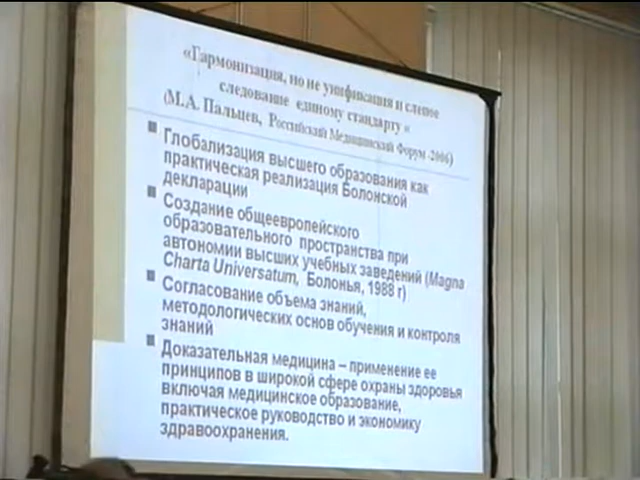 «Гармонизация, но не унификация и слепое
следование единому стандарту »
(М.А. Пальцев, Российский Медицинский Форум -2006)
Глобализация высшего образования как
практическая реализация Болонской
декларации
Создание общеевропейского
образовательного пространства при
автономии высших учебных заведений (Magna
Charta Universatum, Болонья, 1988 г)
Согласование объема знаний,
методологических основ обучения и контроля
знаний
Доказательная медицина – применение ее
принципов в широкой сфере охраны здоровья
включая медицинское образование,
практическое руководство и экономику
здравоохранения.